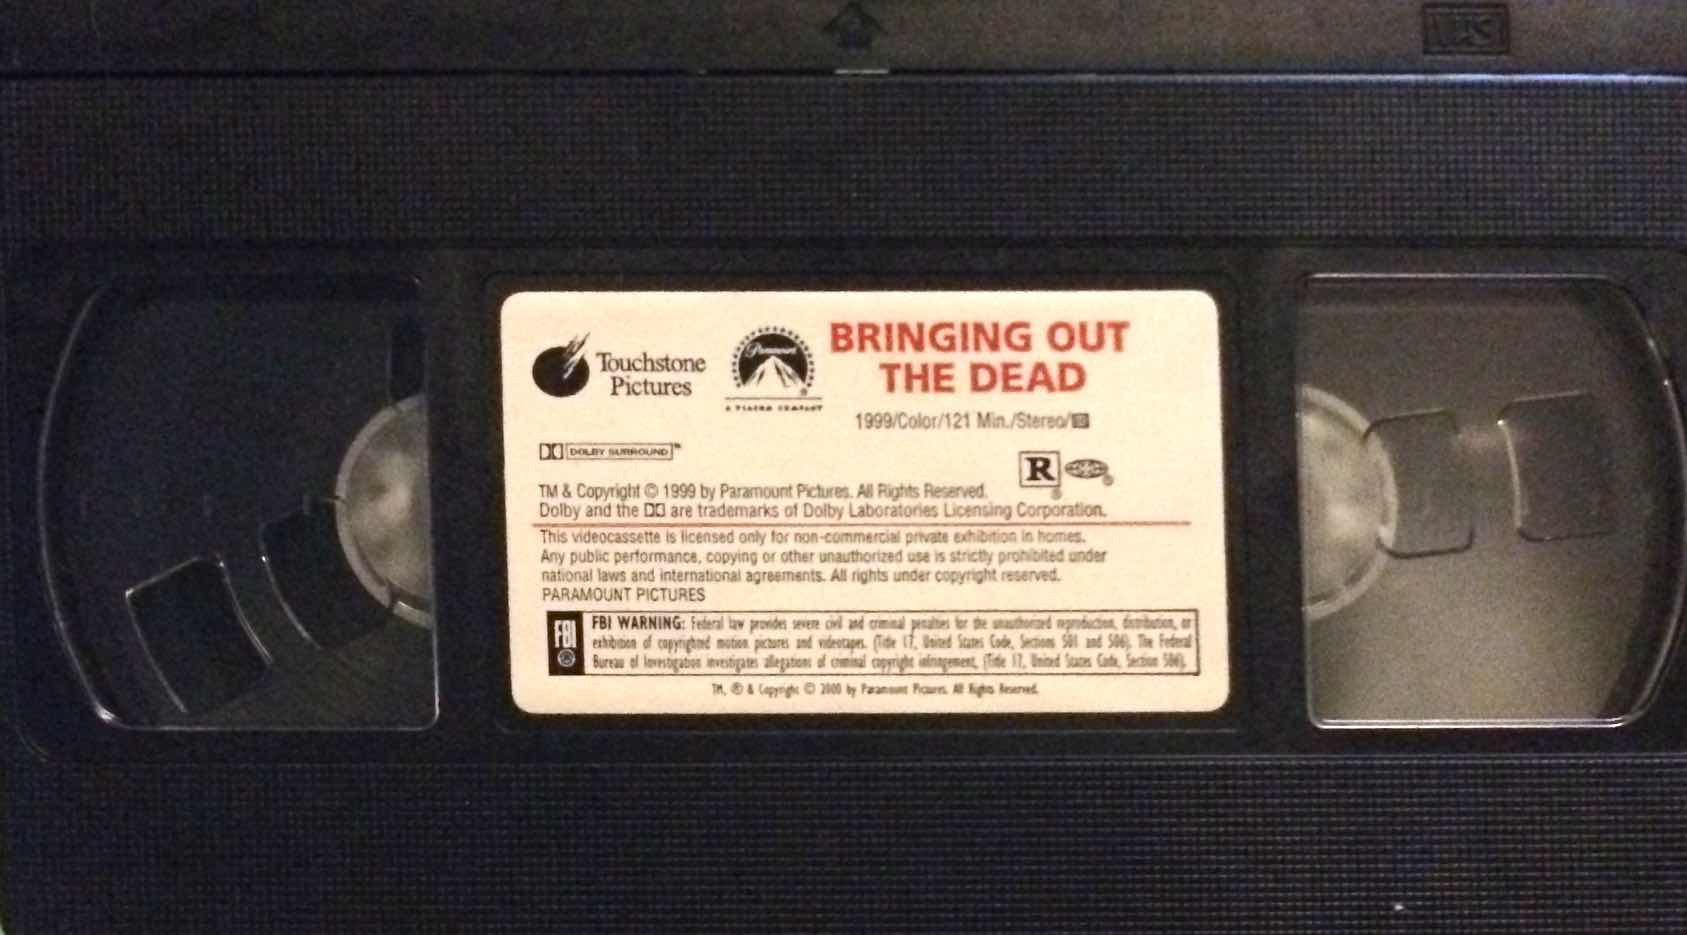 VHS
Touchstone
Pictures
Paramount
A VIACOM COMPANY
BRINGING OUT
THE DEAD
1999/Color/121 Min./Stereo/
DOLBY SURROUND™
R
TM & Copyright © 1999 by Paramount Pictures. All Rights Reserved.
Dolby and the are trademarks of Dolby Laboratories Licensing Corporation.
This videocassette is licensed only for non-commercial private exhibition in homes.
Any public performance, copying or other unauthorized use is strictly prohibited under
national laws and international agreements. All rights under copyright reserved.
PARAMOUNT PICTURES
FBI
FBI WARNING: Federal law provides severe civil and criminal penalties for the unauthorized reproduction, distribution, or
exhibition of copyrighted motion pictures and videotapes. (Title 17, United States Code, Sections 501 and 506). The Federal
Bureau of Investigation investigates allegations of criminal copyright infringement, (Title 17, United States Code, Section 506).
TM, ® & Copyright © 2000 by Paramount Pictures. All Rights Reserved.